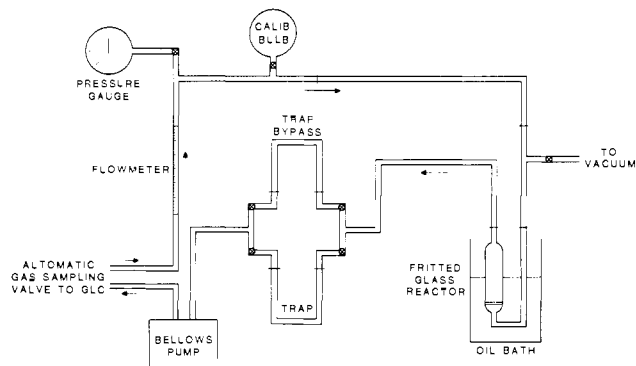 CALIB
BULB
PRESSURE
GAUGE
TRAP
BYPASS
FLOWMETER
TO
VACUUM
AUTOMATIC
GAS SAMPLING
VALVE TO GLC
FRITTED
GLASS
REACTOR
TRAP
BELLOWS
PUMP
OIL BATH